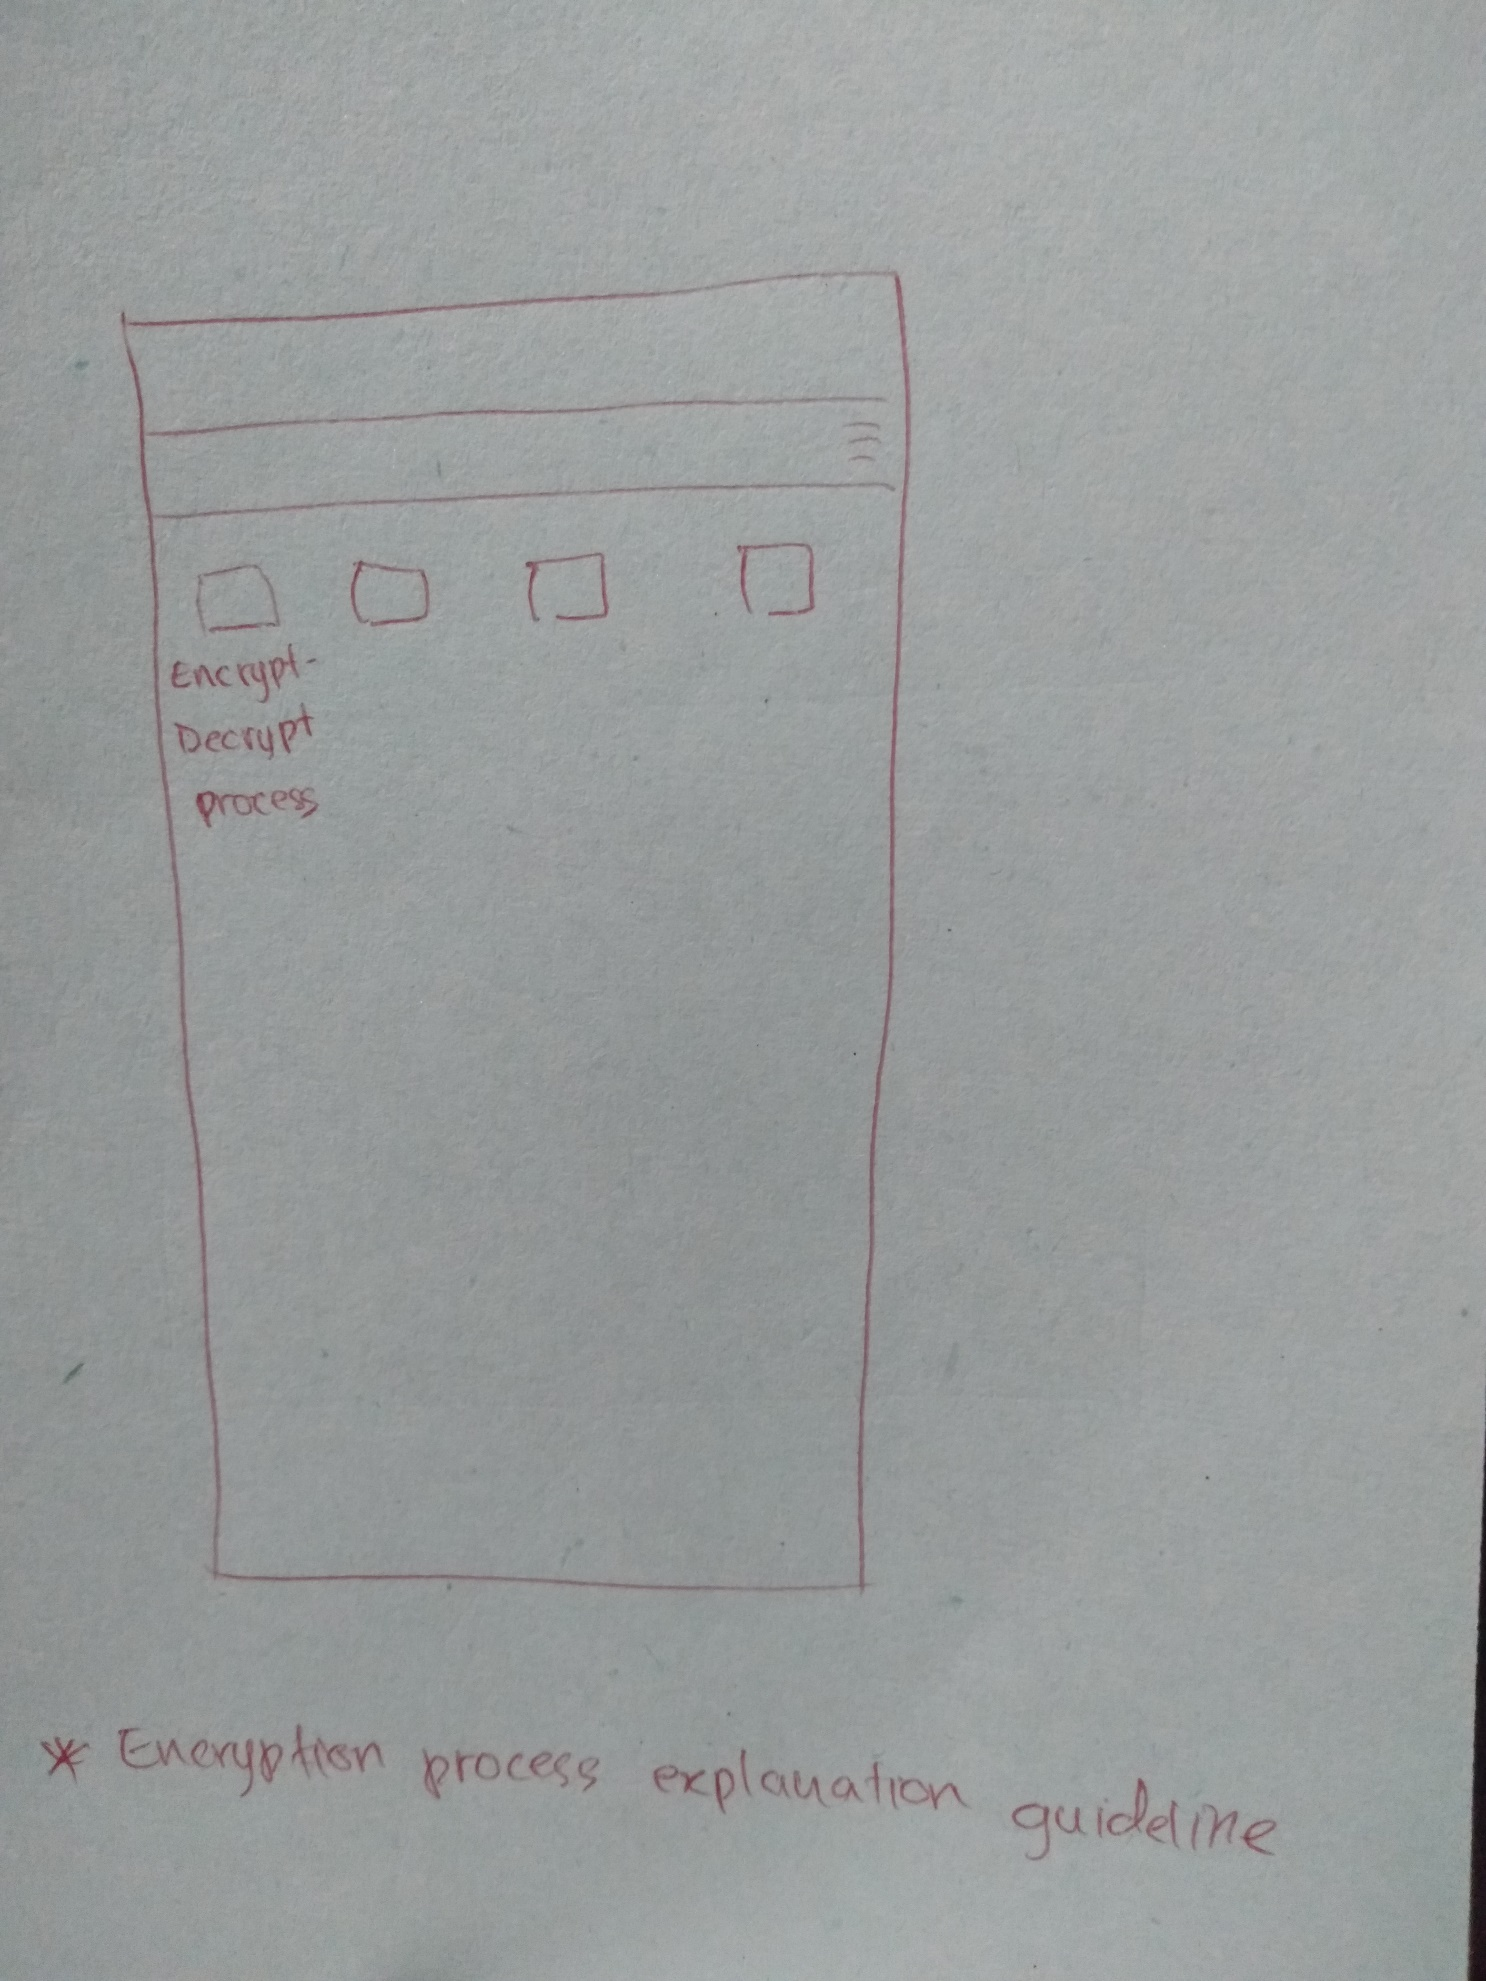 Encrypt-
Decrypt
process
* Encryption process explanation guideline